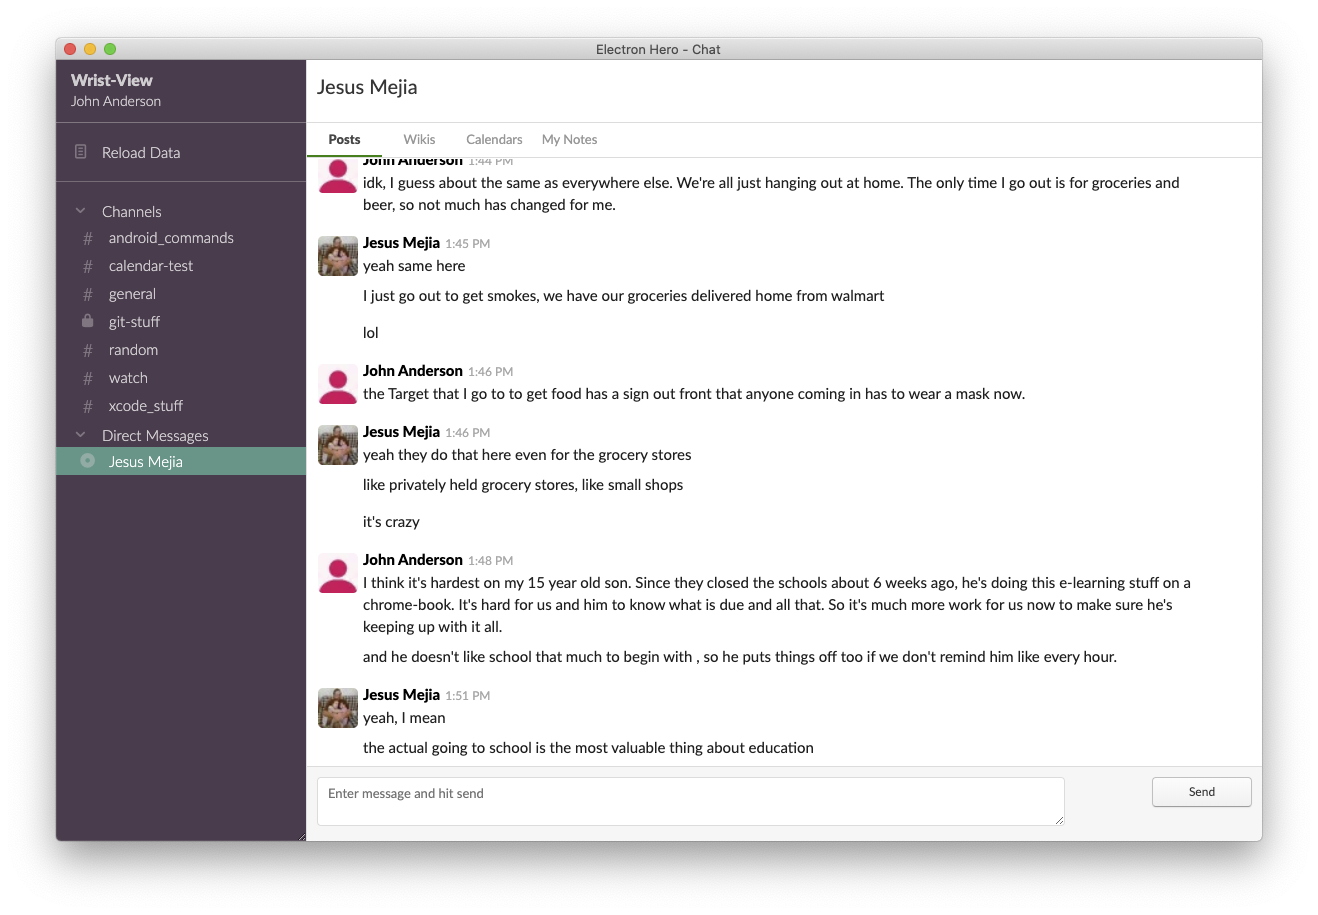 Electron Hero - Chat
Wrist-View
John Anderson
Reload Data
Channels
# android_commands
# calendar-test
# general
git-stuff
# random
# watch
# xcode_stuff
Direct Messages
Jesus Mejia
Jesus Mejia
Posts Wikis Calendars My Notes
John Anderson 1:44 PM
idk, I guess about the same as everywhere else. We're all just hanging out at home. The only time I go out is for groceries and
beer, so not much has changed for me.
Jesus Mejia 1:45 PM
yeah same here
I just go out to get smokes, we have our groceries delivered home from walmart
lol
John Anderson 1:46 PM
the Target that I go to to get food has a sign out front that anyone coming in has to wear a mask now.
Jesus Mejia 1:46 PM
yeah they do that here even for the grocery stores
like privately held grocery stores, like small shops
it's crazy
John Anderson 1:48 PM
I think it's hardest on my 15 year old son. Since they closed the schools about 6 weeks ago, he's doing this e-learning stuff on a
chrome-book. It's hard for us and him to know what is due and all that. So it's much more work for us now to make sure he's
keeping up with it all.
and he doesn't like school that much to begin with , so he puts things off too if we don't remind him like every hour.
Jesus Mejia 1:51 PM
yeah, I mean
the actual going to school is the most valuable thing about education
Enter message and hit send
Send